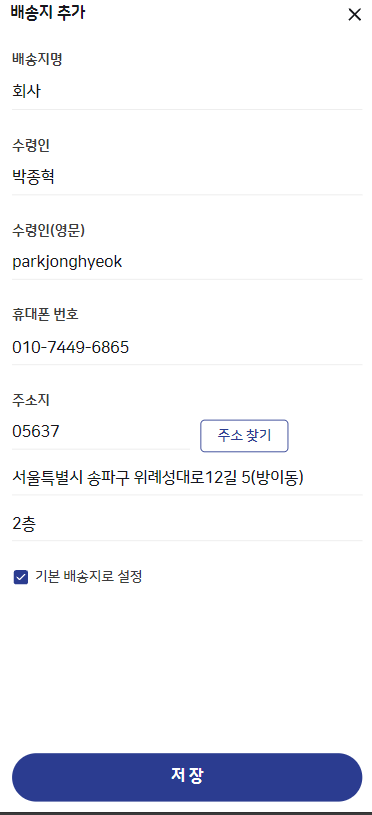 배송지 추가
배송지명
회사
수령인
박종혁
수령인(영문)
parkjonghyeok
휴대폰 번호
010-7449-6865
주소지
05637
주소 찾기
서울특별시 송파구 위례성대로12길 5(방이동)
2층
기본 배송지로 설정
저장